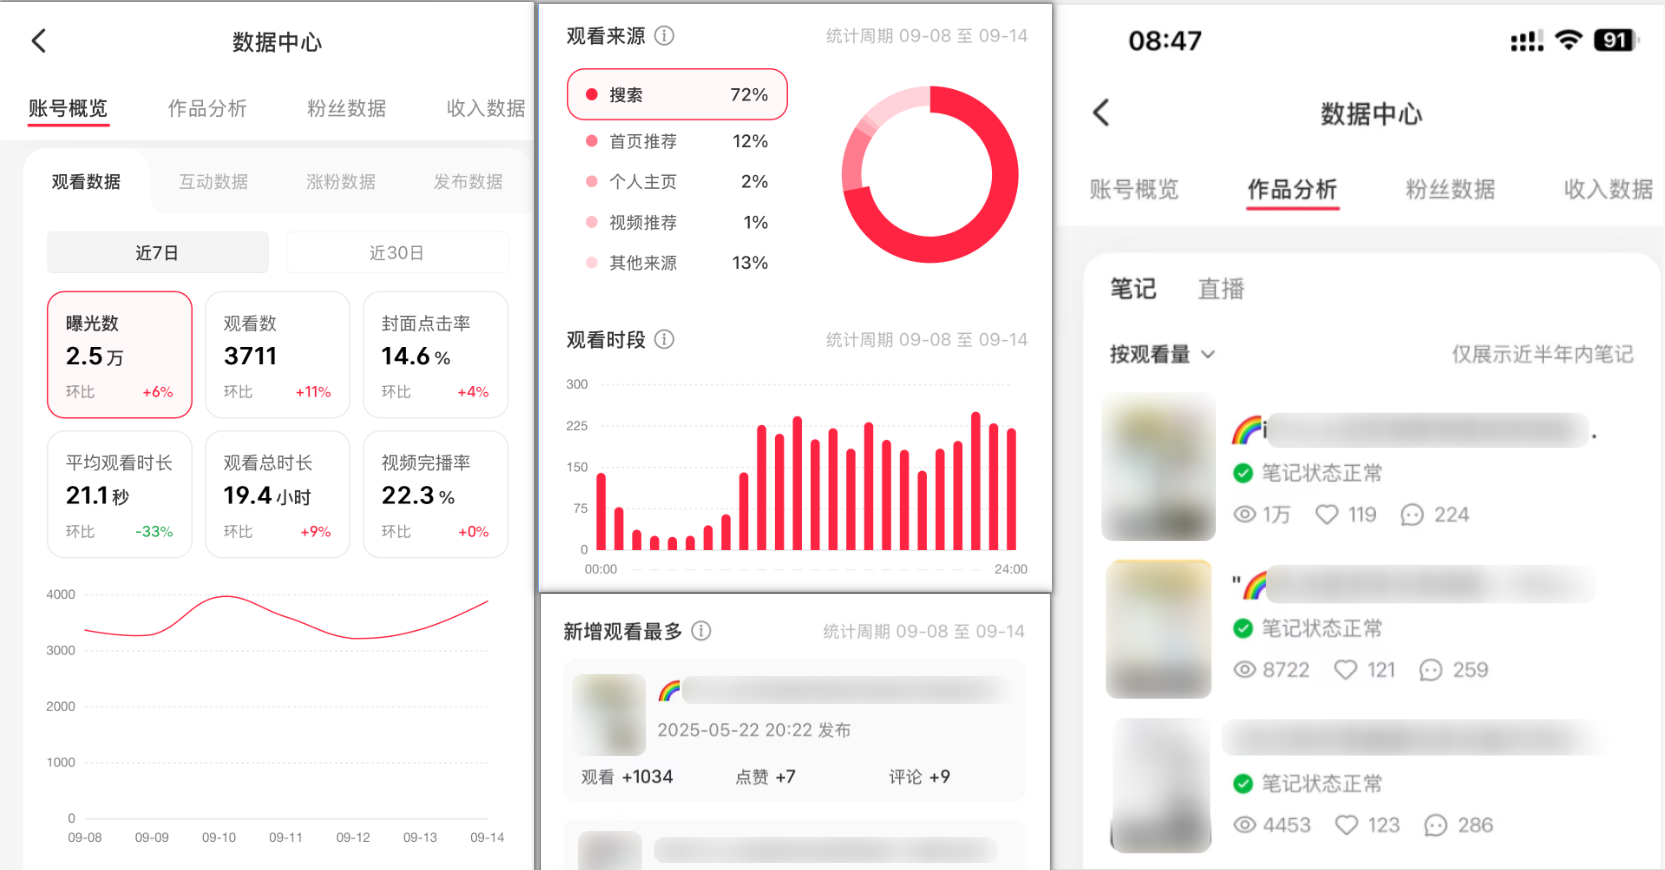 数据中心
账号概览 作品分析 粉丝数据 收入数据
观看数据 互动数据 涨粉数据 发布数据
近7日 近30日
曝光数 观看数 封面点击率
2.5万 3711 14.6%
环比 +6% 环比 +11% 环比 +4%
平均观看时长 观看总时长 视频完播率
21.1秒 19.4小时 22.3%
环比 -33% 环比 +9% 环比 +0%
4000
3000
2000
1000
0
09-08 09-09 09-10 09-11 09-12 09-13 09-14
观看来源 统计周期 09-08 至 09-14
搜索 72%
首页推荐 12%
个人主页 2%
视频推荐 1%
其他来源 13%
观看时段 统计周期 09-08 至 09-14
300
225
150
75
0
00:00 24:00
新增观看最多 统计周期 09-08 至 09-14
2025-05-22 20:22 发布
观看 +1034 点赞 +7 评论 +9
08:47 91
数据中心
账号概览 作品分析 粉丝数据 收入数据
笔记 直播
按观看量 仅展示近半年内笔记
笔记状态正常
1万 119 224
笔记状态正常
8722 121 259
笔记状态正常
4453 123 286